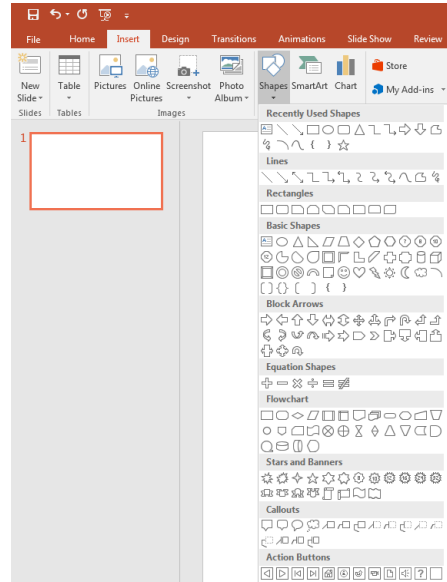 File Home Insert Design Transitions Animations Slide Show Review
New Slide Table Pictures Online Pictures Screenshot Photo Album Shapes SmartArt Chart Store
My Add-ins
Slides Tables Images
1
Recently Used Shapes
Lines
Rectangles
Basic Shapes
Block Arrows
Equation Shapes
Flowchart
Stars and Banners
Callouts
Action Buttons